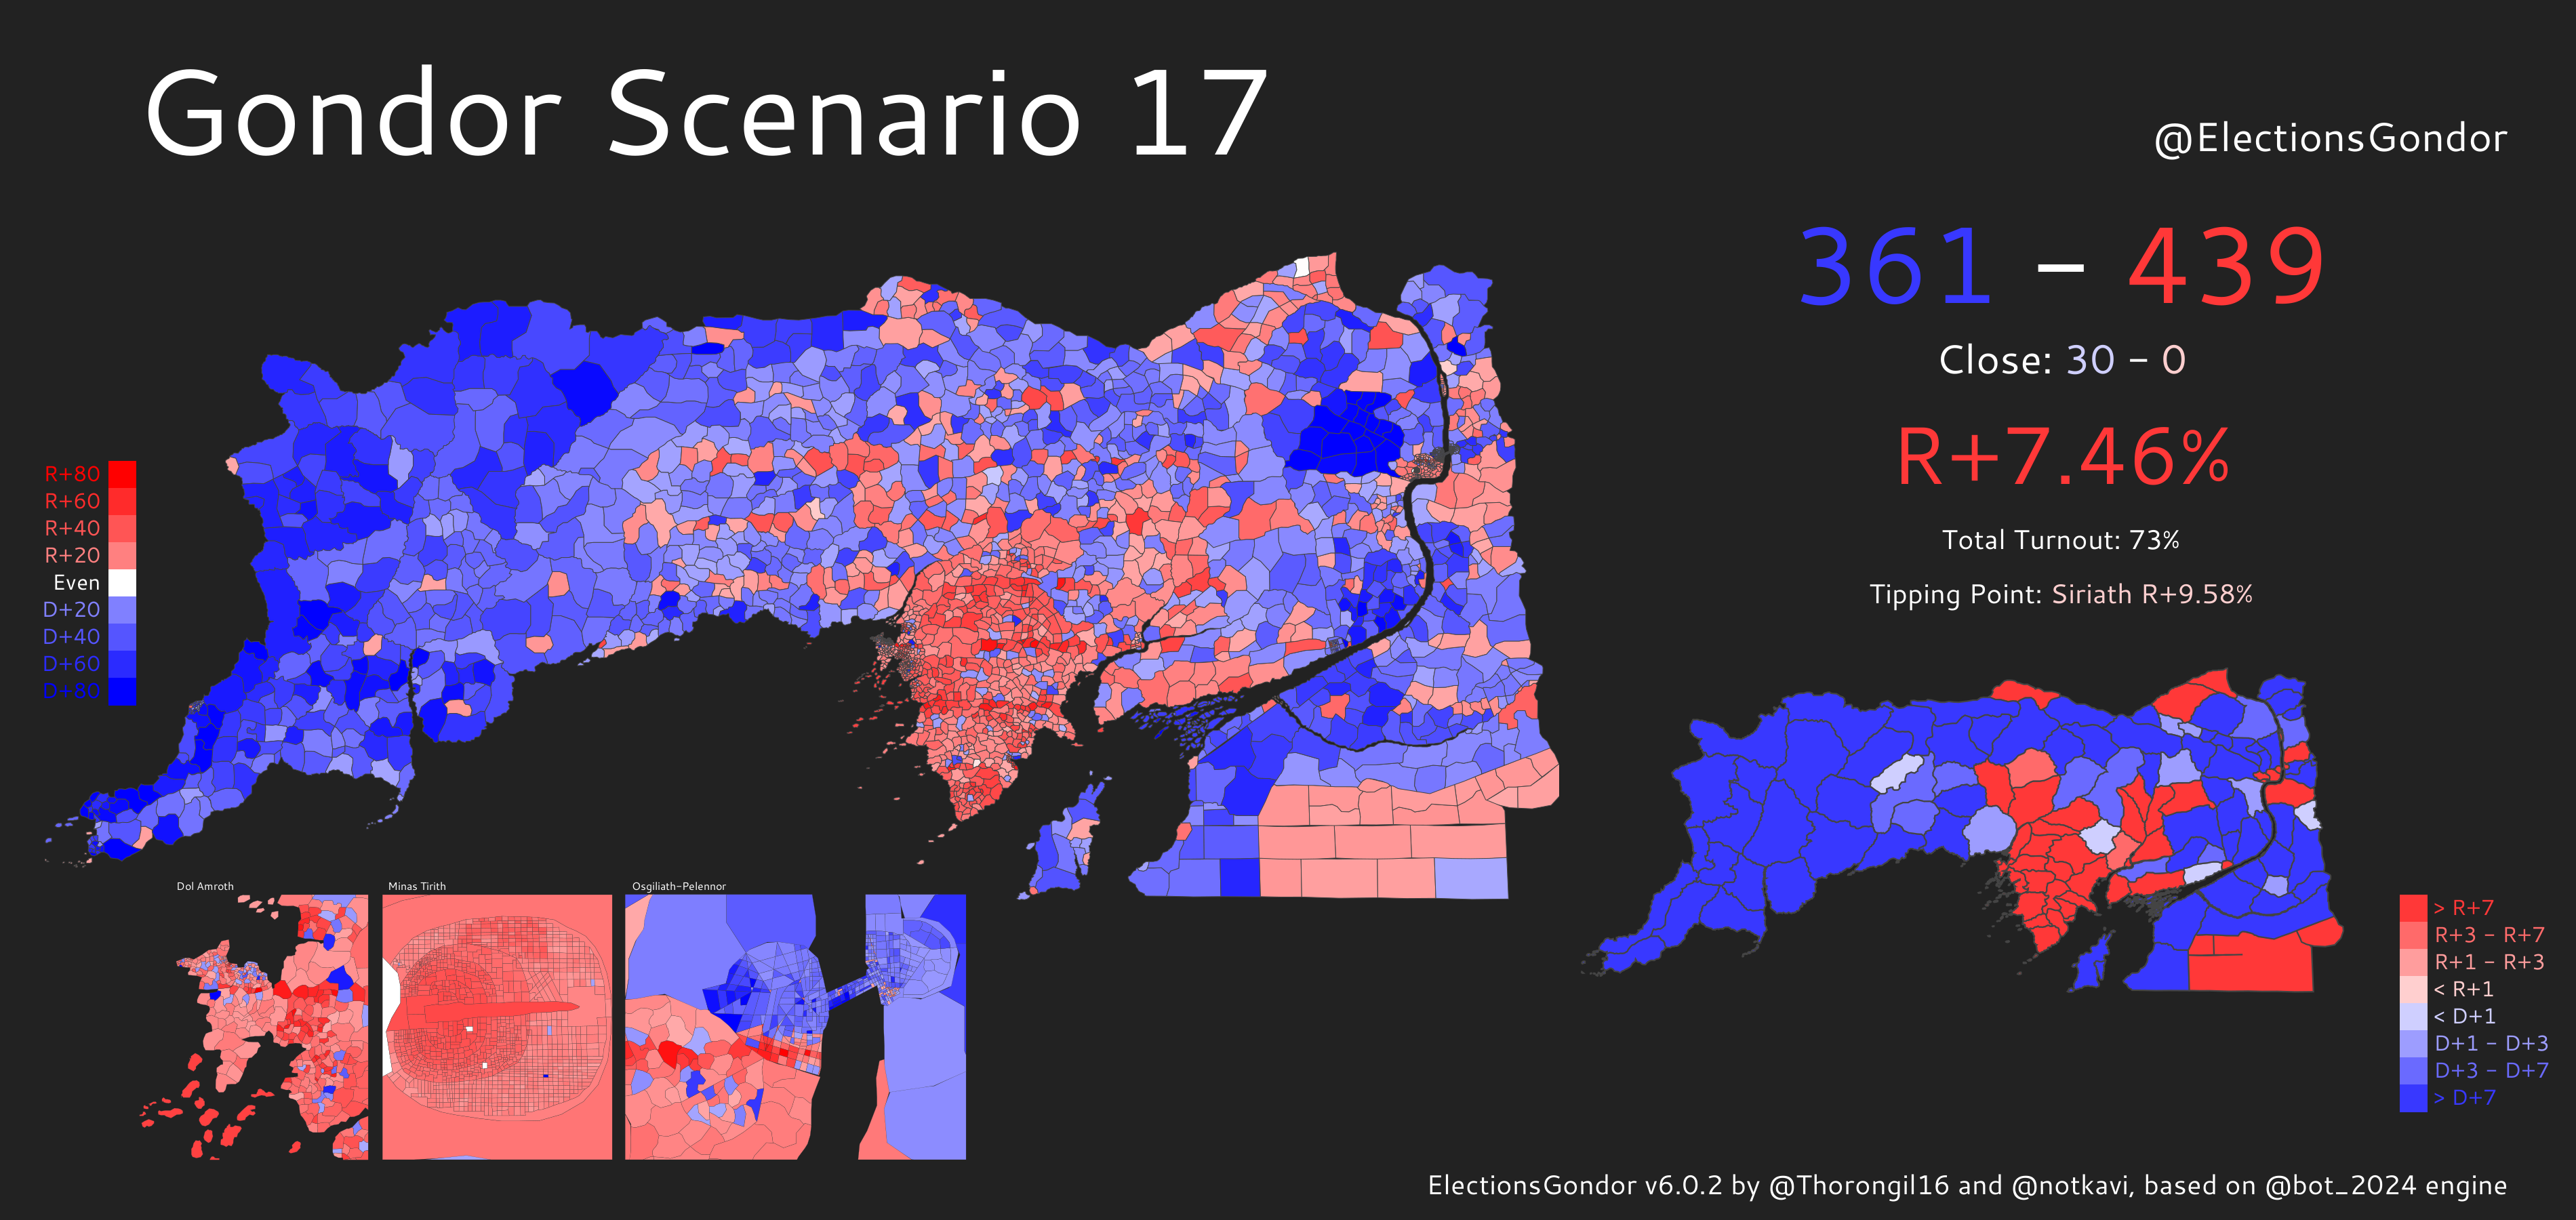 Gondor Scenario 17
@ElectionsGondor
361 – 439
Close: 30 – 0
R+7.46%
Total Turnout: 73%
Tipping Point: Siriath R+9.58%
R+80
R+60
R+40
R+20
Even
D+20
D+40
D+60
D+80
Dol Amroth
Minas Tirith
Osgiliath-Pelennor
> R+7
R+3 - R+7
R+1 - R+3
< R+1
< D+1
D+1 - D+3
D+3 - D+7
> D+7
ElectionsGondor v6.0.2 by @Thorongil16 and @notkavi, based on @bot_2024 engine